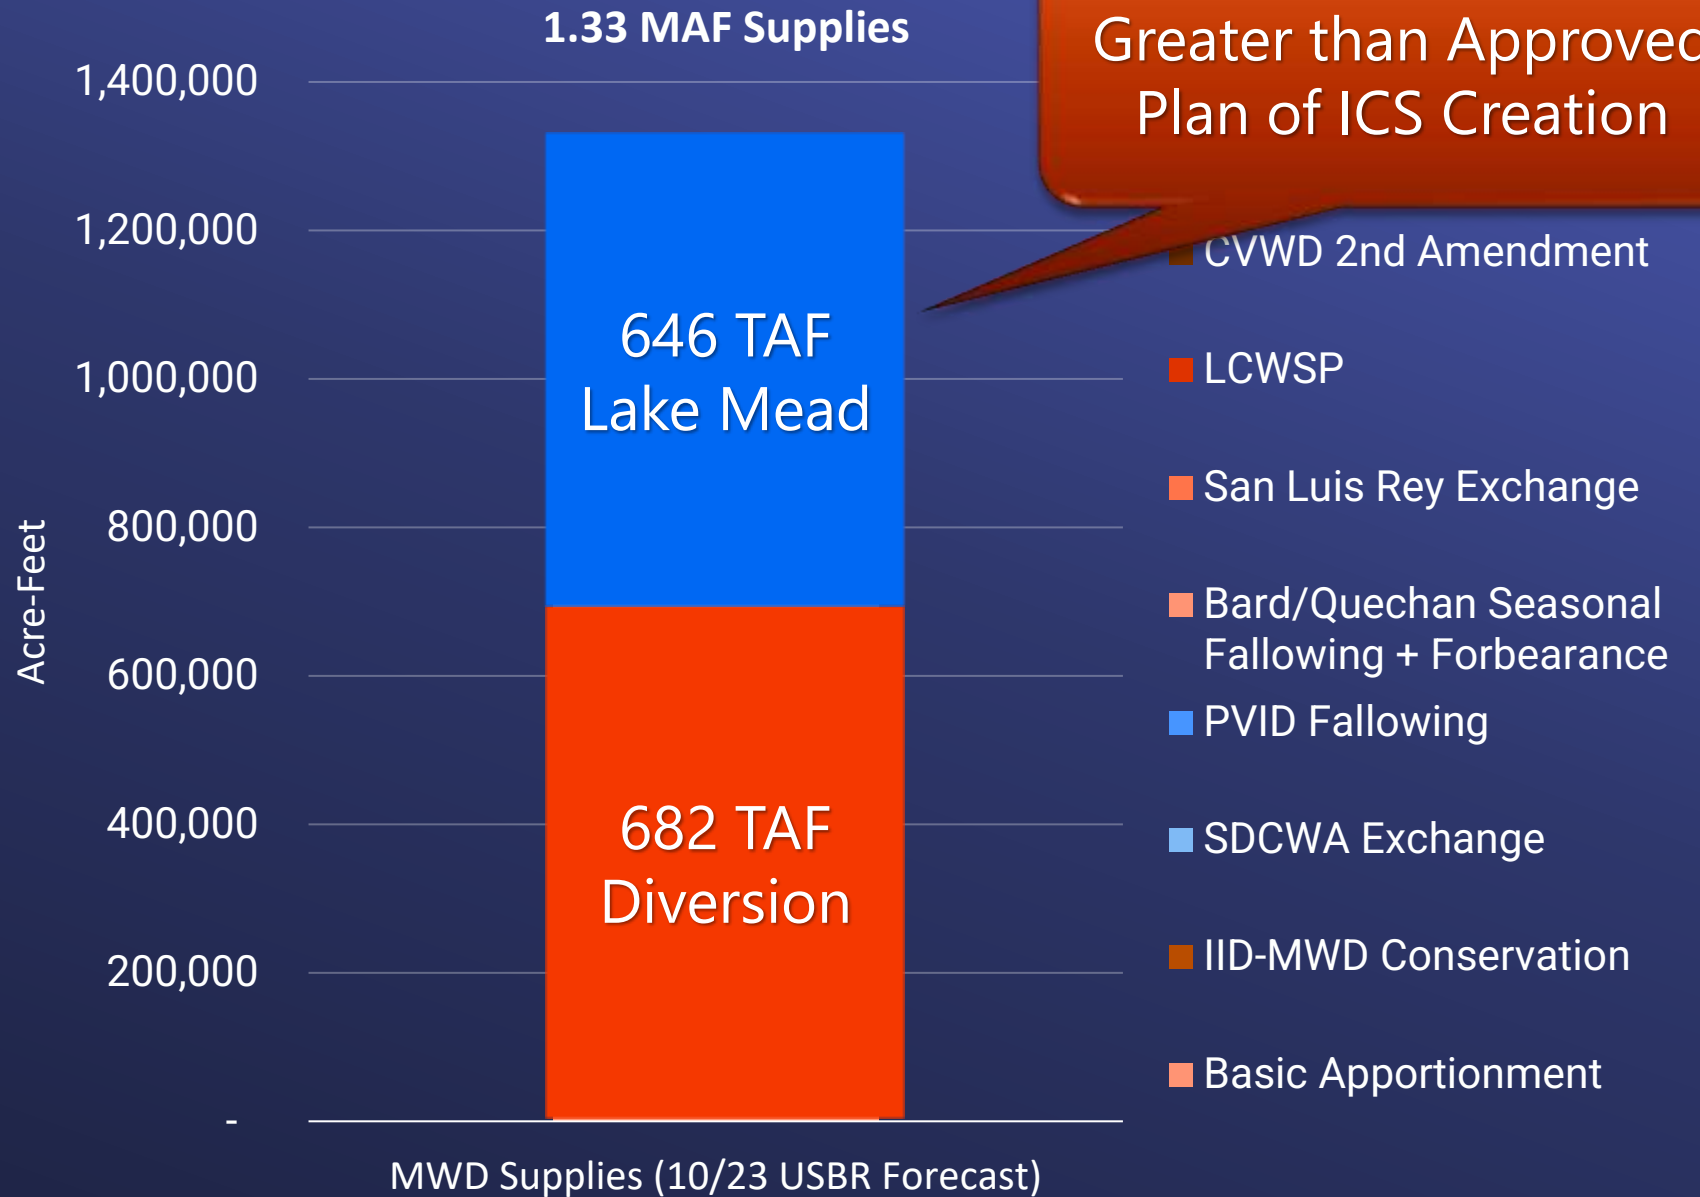 1.33 MAF Supplies
Greater than Approved
Plan of ICS Creation
Acre-Feet
1,400,000
1,200,000
1,000,000
800,000
600,000
400,000
200,000
-
646 TAF
Lake Mead
682 TAF
Diversion
MWD Supplies (10/23 USBR Forecast)
CVWD 2nd Amendment
LCWSP
San Luis Rey Exchange
Bard/Quechan Seasonal
Fallowing + Forbearance
PVID Fallowing
SDCWA Exchange
IID-MWD Conservation
Basic Apportionment